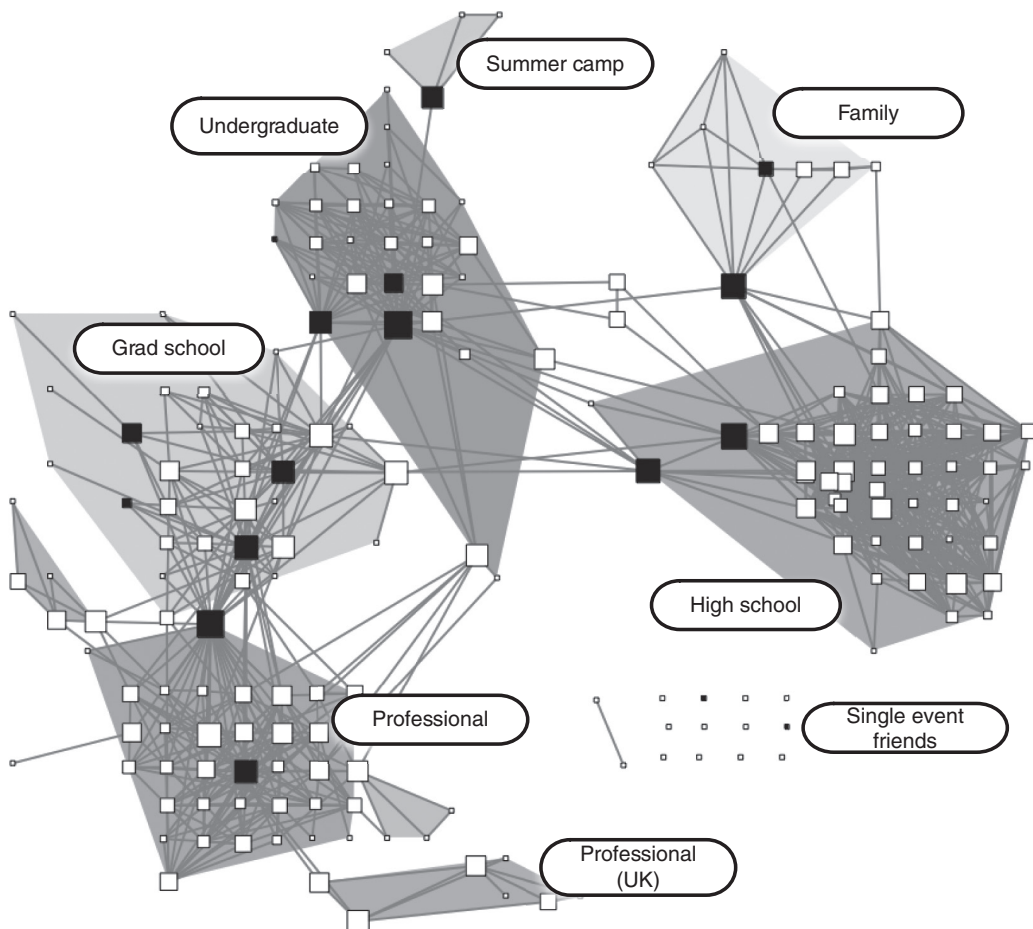 Summer camp
Undergraduate
Family
Grad school
High school
Professional
Single event
friends
Professional
(UK)